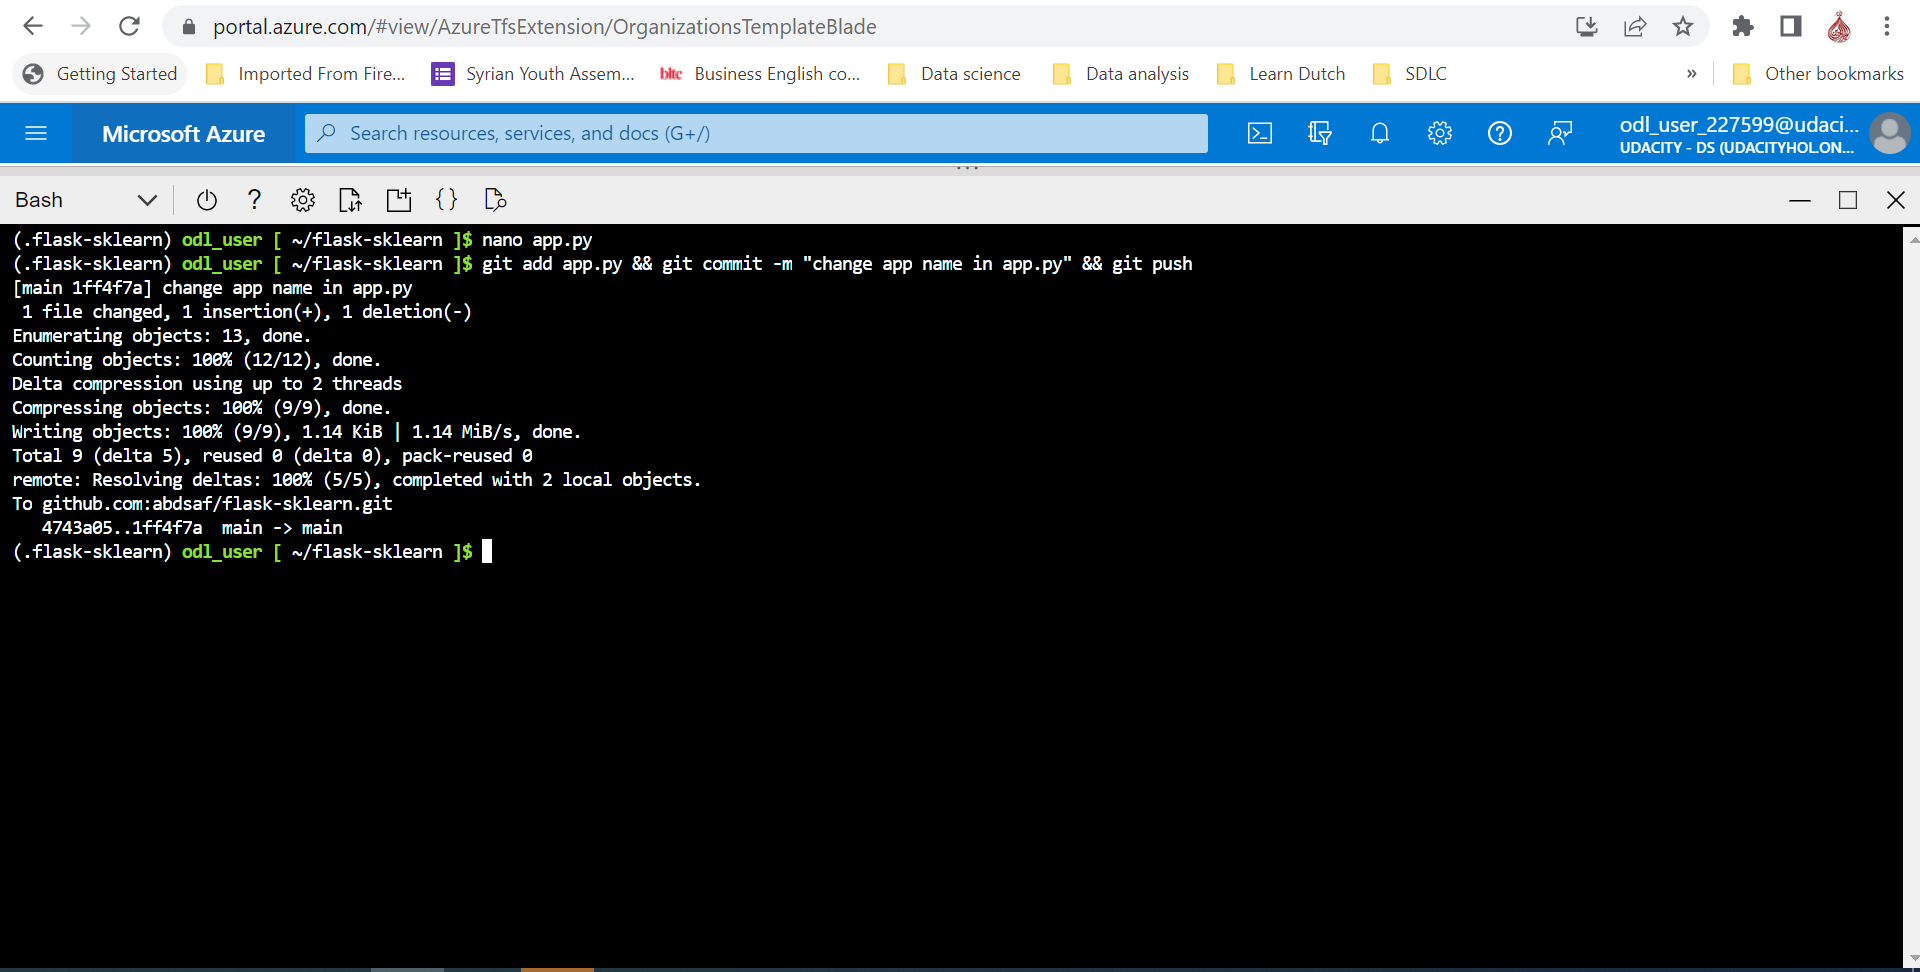 portal.azure.com/#view/AzureTfsExtension/OrganizationsTemplateBlade
Getting Started Imported From Fire... Syrian Youth Assem... bltc Business English co... Data science Data analysis Learn Dutch SDLC » Other bookmarks
Microsoft Azure Search resources, services, and docs (G+/) odl_user_227599@udaci...
UDACITY - DS (UDACITYHOL.ON...
Bash
(.flask-sklearn) odl_user [ ~/flask-sklearn ]$ nano app.py
(.flask-sklearn) odl_user [ ~/flask-sklearn ]$ git add app.py && git commit -m "change app name in app.py" && git push
[main 1ff4f7a] change app name in app.py
 1 file changed, 1 insertion(+), 1 deletion(-)
Enumerating objects: 13, done.
Counting objects: 100% (12/12), done.
Delta compression using up to 2 threads
Compressing objects: 100% (9/9), done.
Writing objects: 100% (9/9), 1.14 KiB | 1.14 MiB/s, done.
Total 9 (delta 5), reused 0 (delta 0), pack-reused 0
remote: Resolving deltas: 100% (5/5), completed with 2 local objects.
To github.com:abdsaf/flask-sklearn.git
   4743a05..1ff4f7a  main -> main
(.flask-sklearn) odl_user [ ~/flask-sklearn ]$